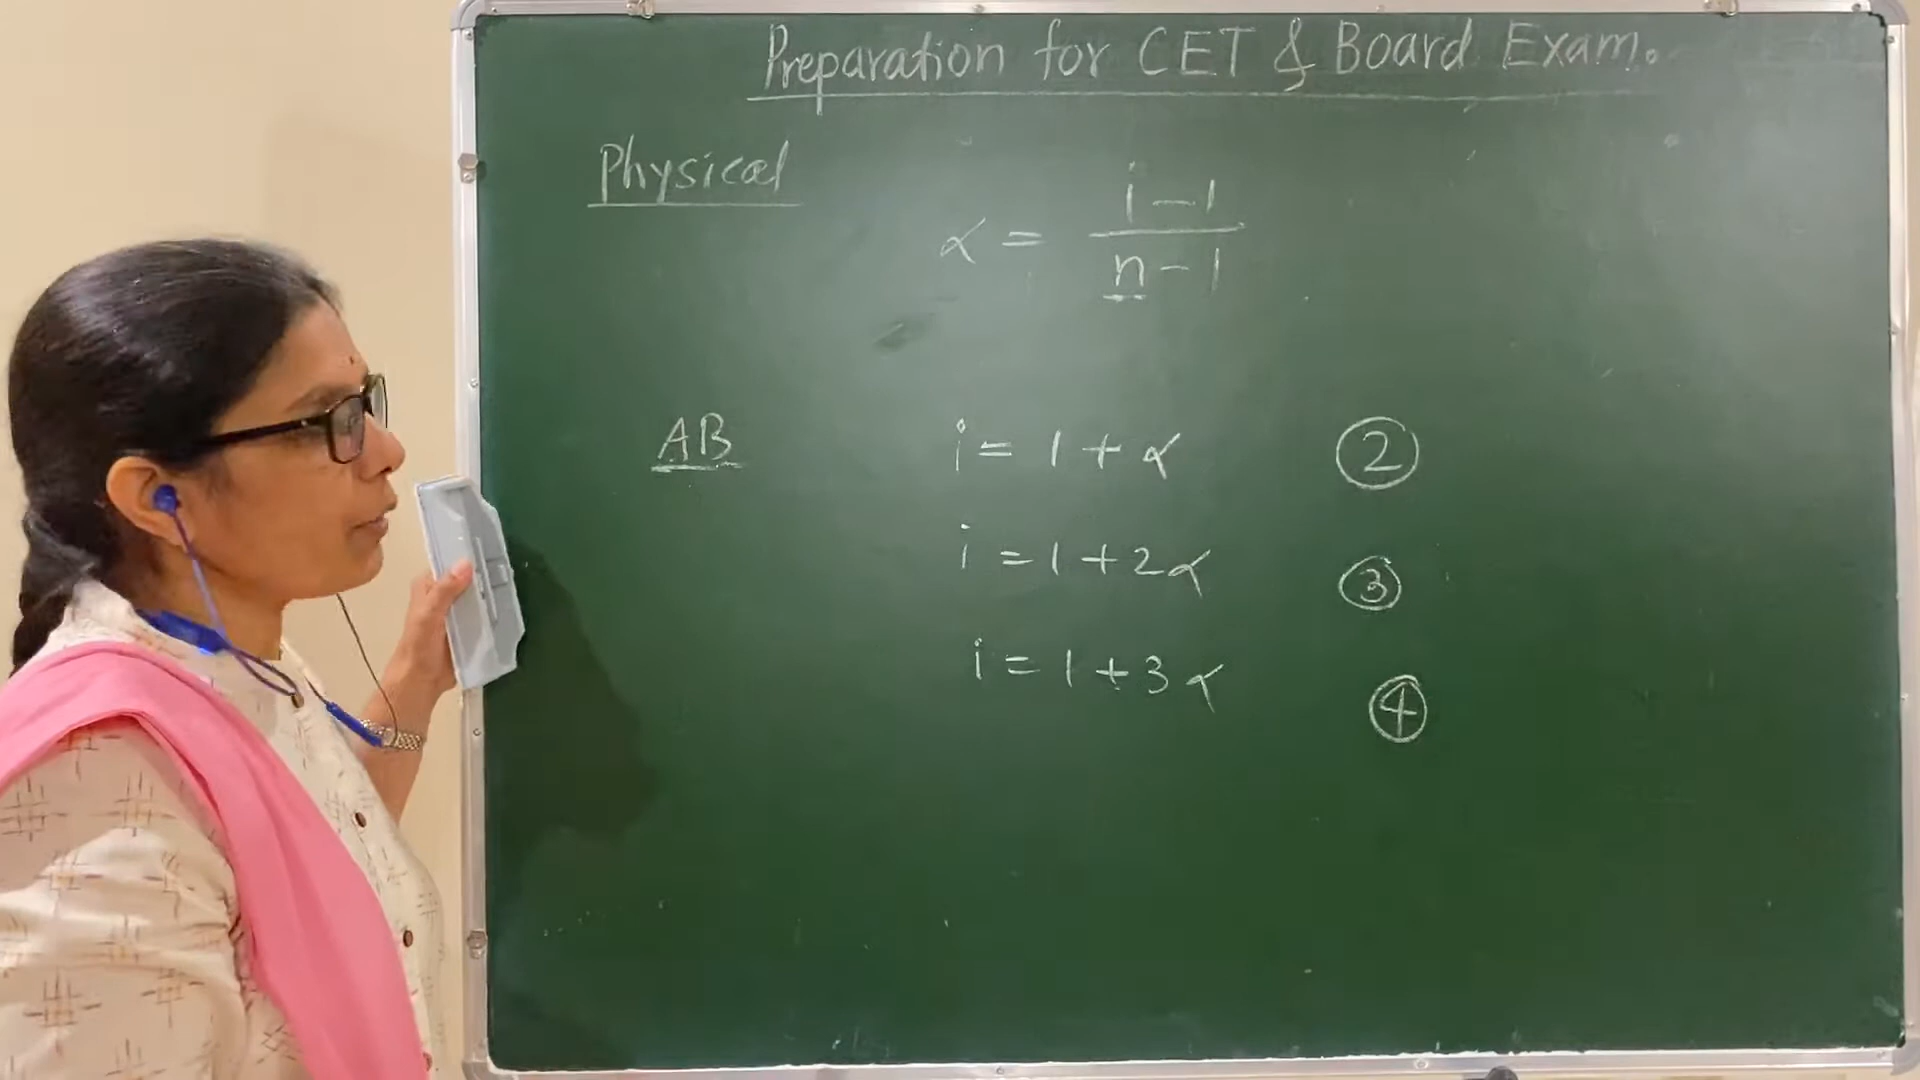 Preparation for CET & Board Exam.
Physical
α = i - 1 / n - 1
AB i = 1 + α ②
i = 1 + 2α ③
i = 1 + 3α ④